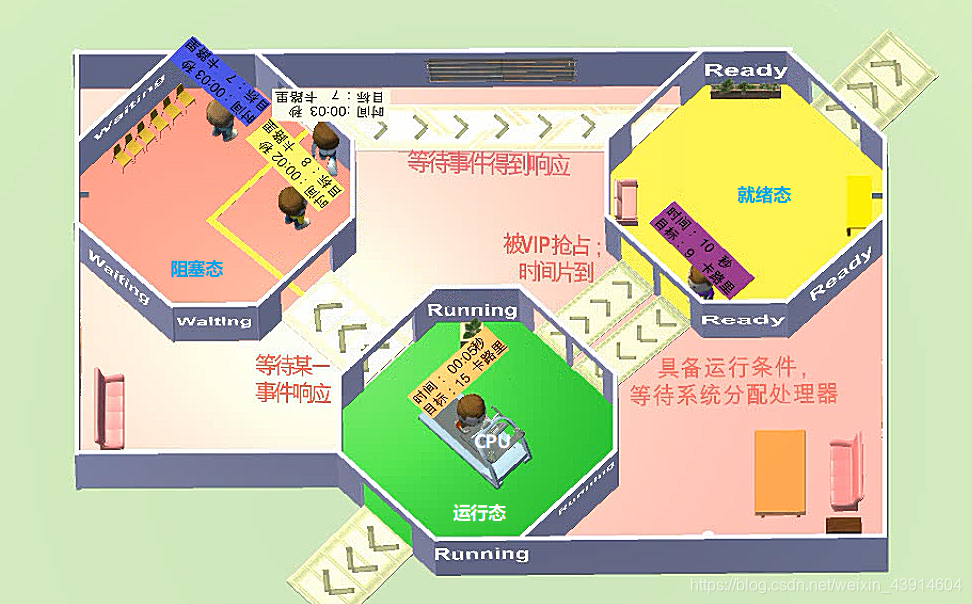 Waiting
时间:00:03 秒
目标:7 卡路里
时间:00:03 秒
目标:7 卡路里
时间:00:02 秒
目标:8 卡路里
阻塞态
Waiting
Waiting
等待事件得到响应
Ready
就绪态
时间:10 秒
目标:9 卡路里
Ready
Ready
被VIP抢占;
时间片到
等待某一
事件响应
Running
时间:00:05秒
目标:15 卡路里
CPU
运行态
Running
Running
具备运行条件,
等待系统分配处理器
https://blog.csdn.net/weixin_43914604